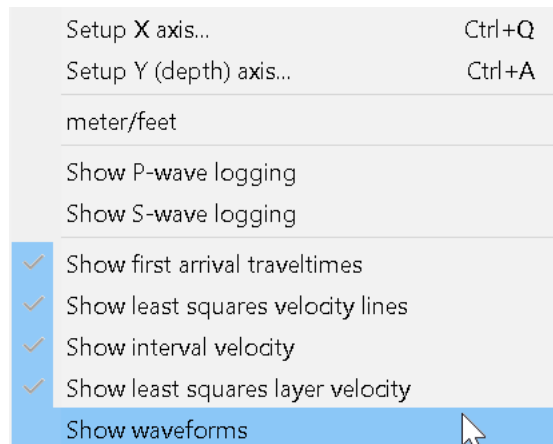 Setup X axis... Ctrl+Q
Setup Y (depth) axis... Ctrl+A
meter/feet
Show P-wave logging
Show S-wave logging
Show first arrival traveltimes
Show least squares velocity lines
Show interval velocity
Show least squares layer velocity
Show waveforms